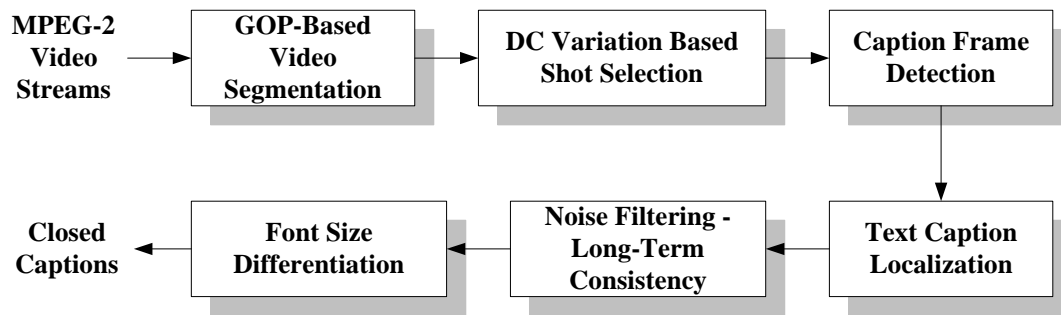 MPEG-2
Video
Streams
GOP-Based
Video
Segmentation
DC Variation Based
Shot Selection
Caption Frame
Detection
Closed
Captions
Font Size
Differentiation
Noise Filtering -
Long-Term
Consistency
Text Caption
Localization